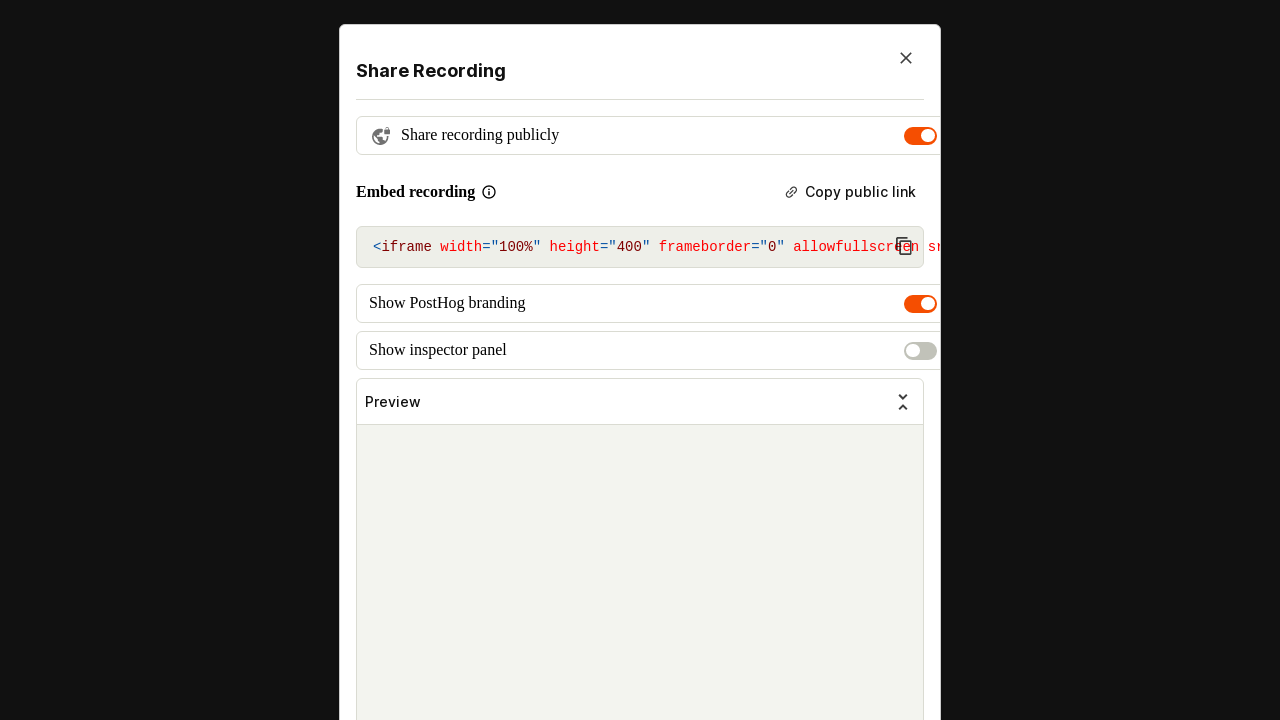 Share Recording
Share recording publicly
Embed recording
Copy public link
<iframe width="100%" height="400" frameborder="0" allowfullscreen
Show PostHog branding
Show inspector panel
Preview